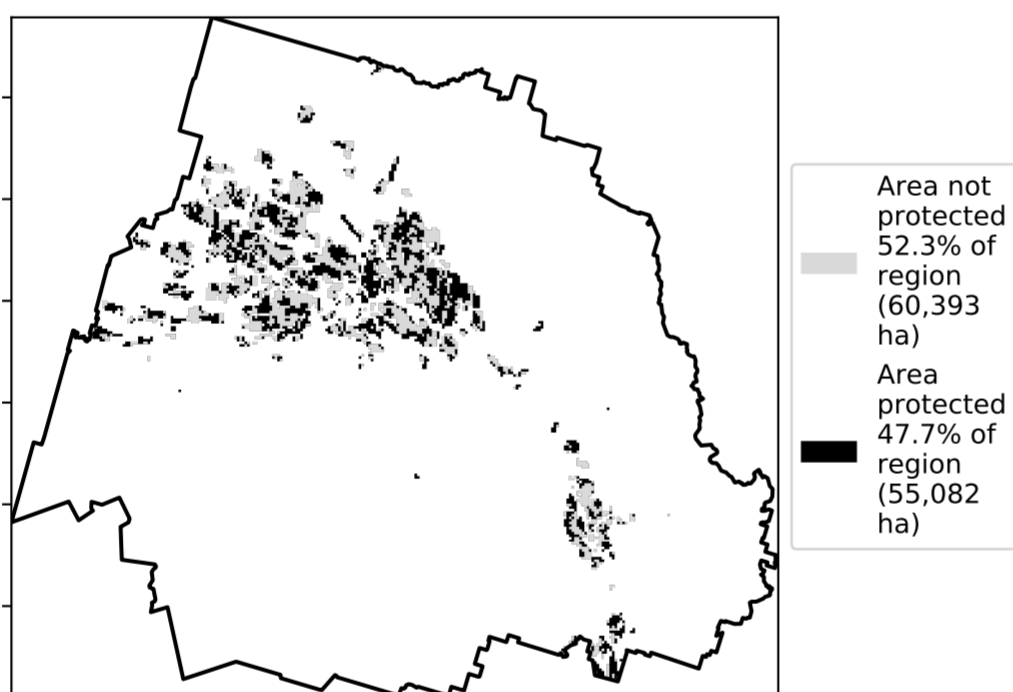 Area not
protected
52.3% of
region
(60,393
ha)
Area
protected
47.7% of
region
(55,082
ha)